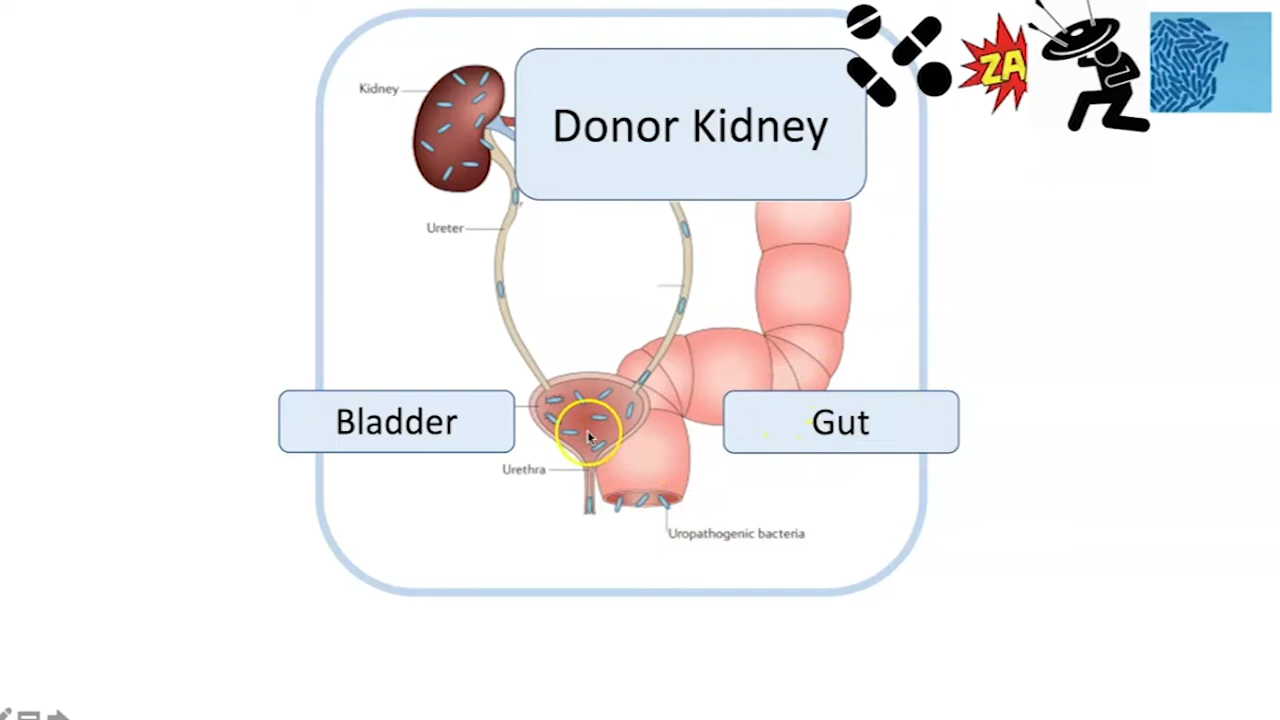 Donor Kidney
ZA
Kidney
Ureter
Bladder
Gut
Urethra
Uropathogenic bacteria